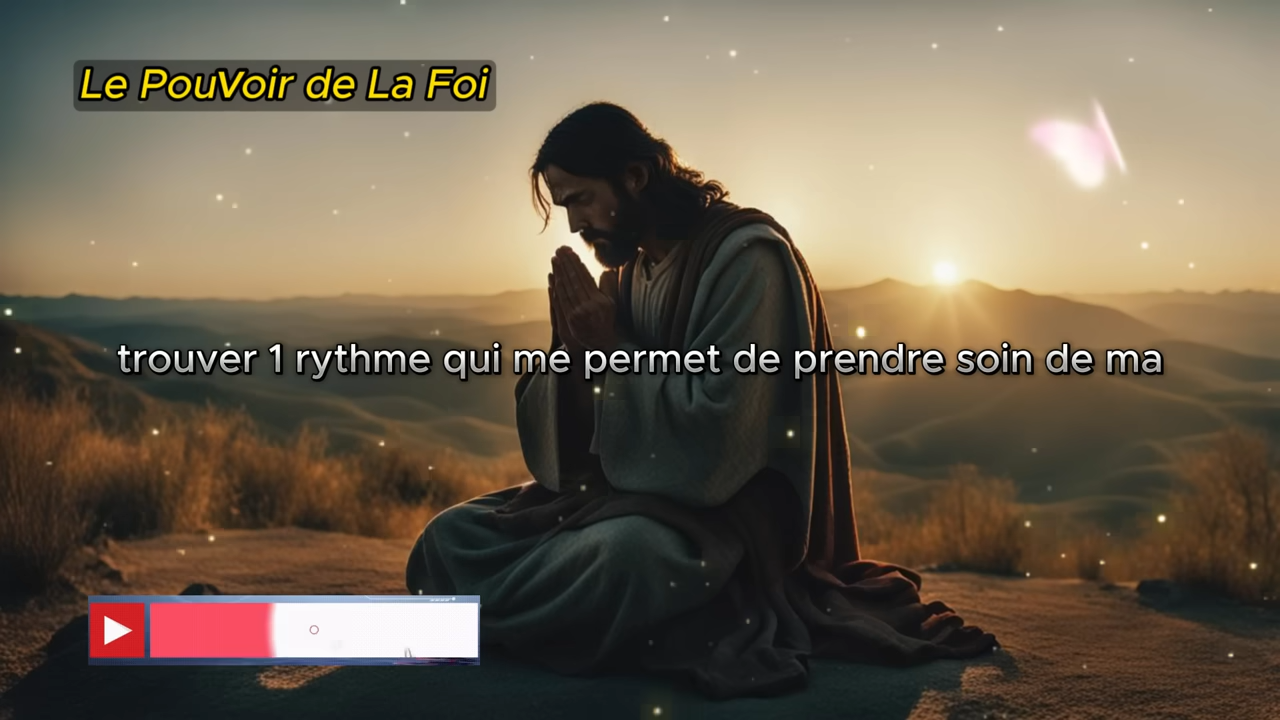 Le PouVoir de La Foi
trouver 1 rythme qui me permet de prendre soin de ma